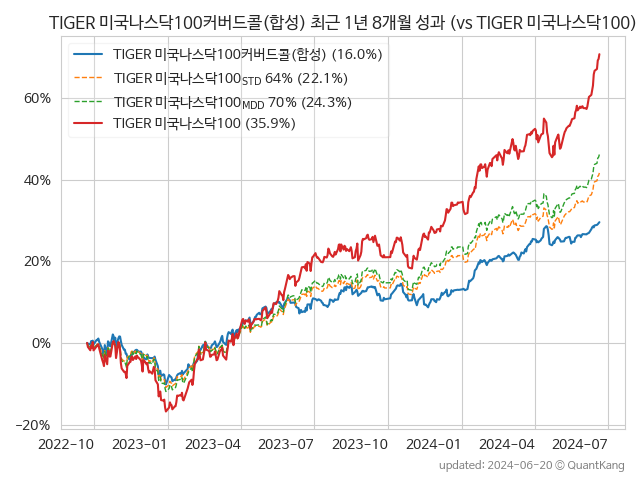 TIGER 미국나스닥100커버드콜(합성) 최근 1년 8개월 성과 (vs TIGER 미국나스닥100)
TIGER 미국나스닥100커버드콜(합성) (16.0%)
TIGER 미국나스닥100STD 64% (22.1%)
TIGER 미국나스닥100MDD 70% (24.3%)
TIGER 미국나스닥100 (35.9%)
60%
40%
20%
0%
−20%
2022-10 2023-01 2023-04 2023-07 2023-10 2024-01 2024-04 2024-07
updated: 2024-06-20 © QuantKang